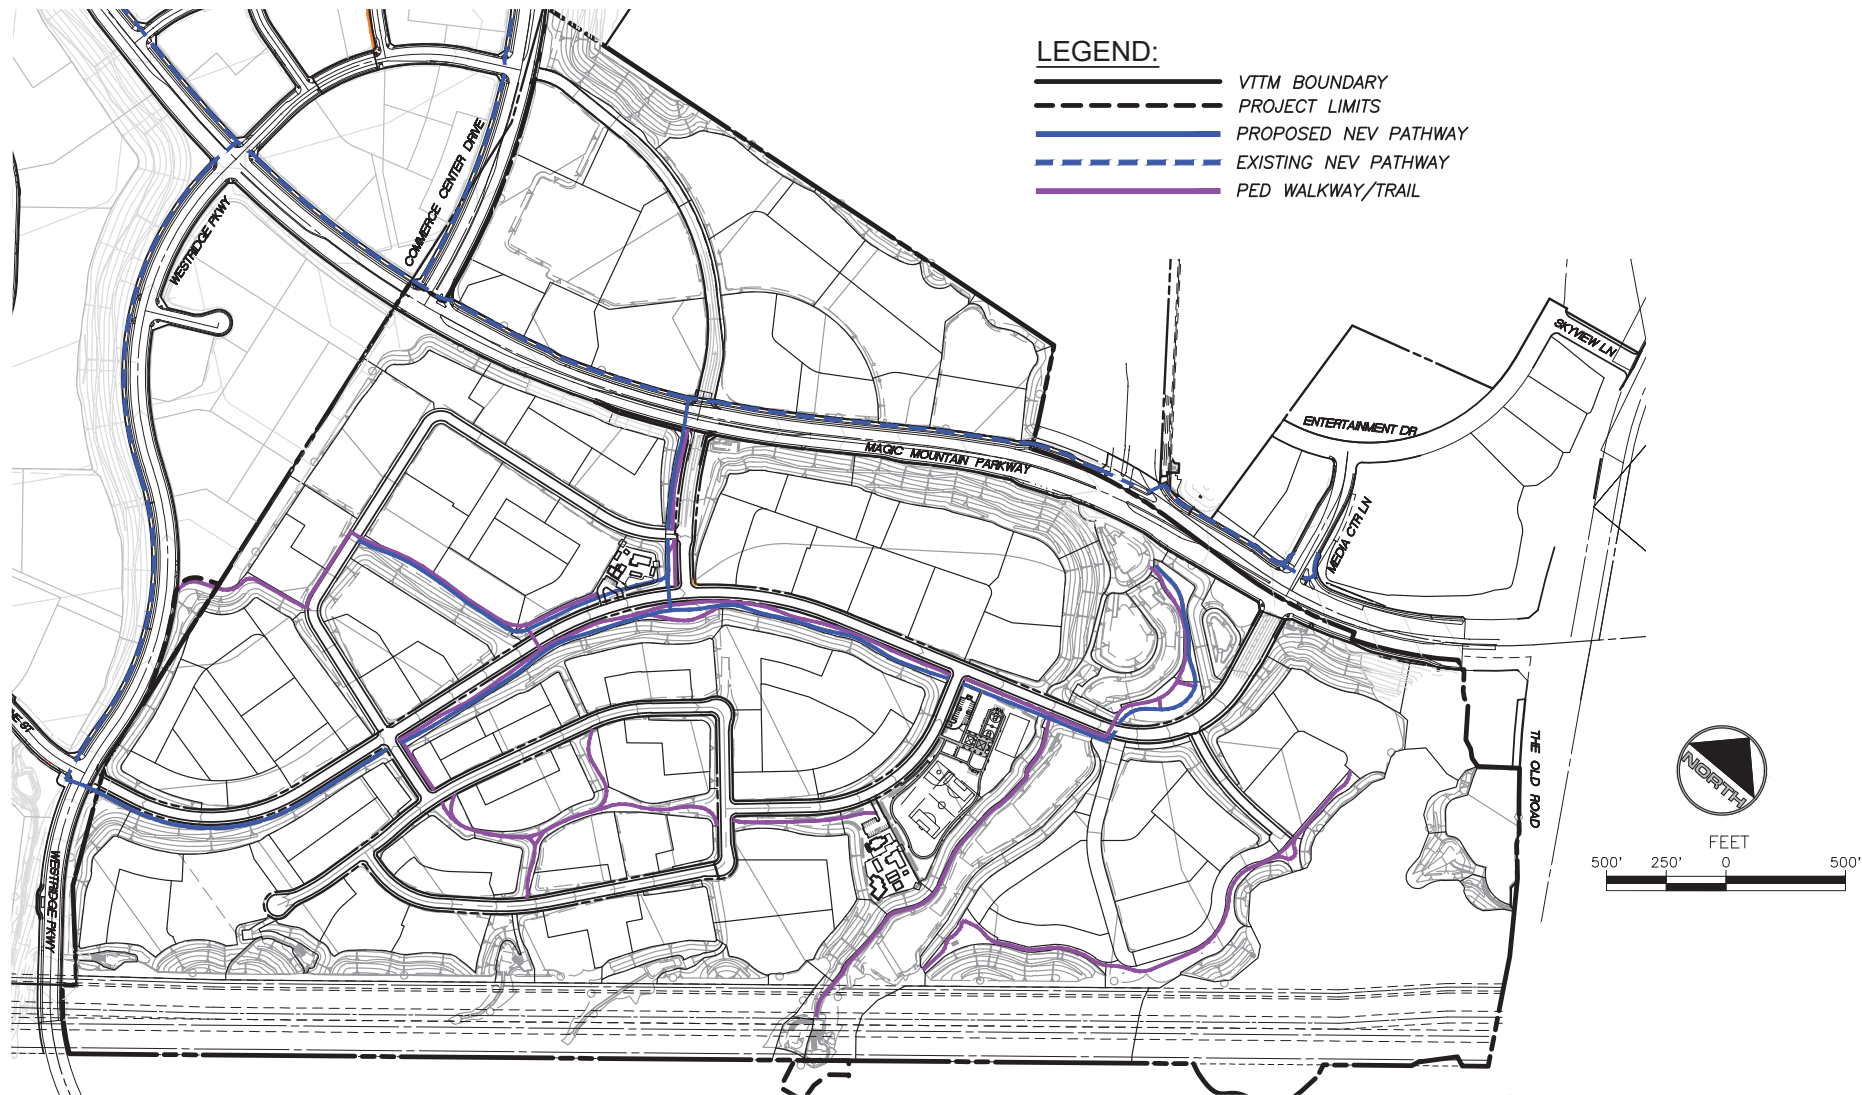 LEGEND:
VTTM BOUNDARY
PROJECT LIMITS
PROPOSED NEV PATHWAY
EXISTING NEV PATHWAY
PED WALKWAY/TRAIL
COMMERCE CENTER DRIVE
WESTRIDGE PKWY
SKYVIEW LN
ENTERTAINMENT DR
MAGIC MOUNTAIN PARKWAY
MEDIA CTR LN
NE ST
THE OLD ROAD
NORTH
FEET
500' 250' 0 500'
WESTRIDGE PKWY